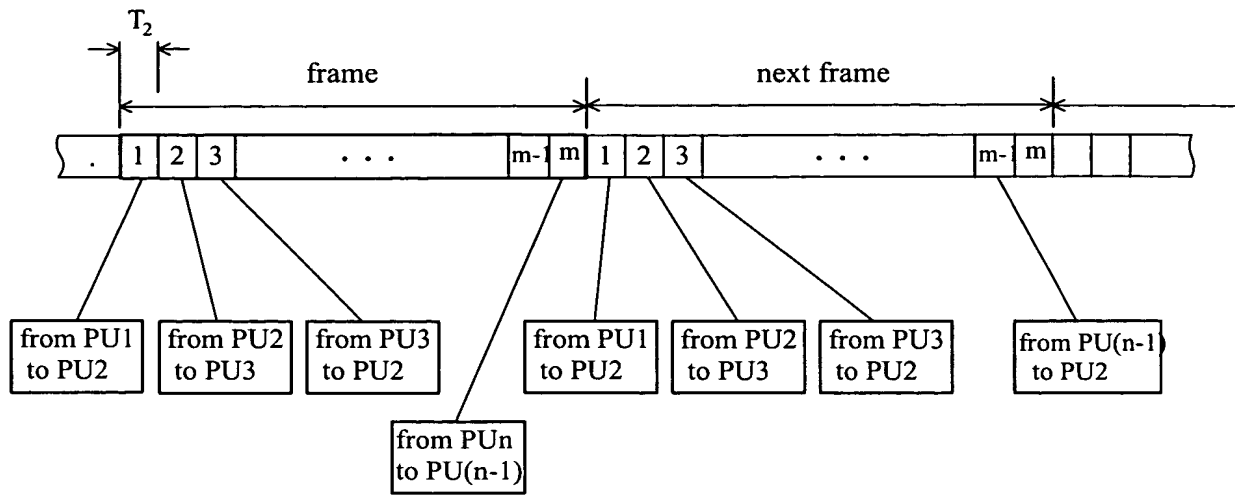 T2
frame
next frame
. 1 2 3 . . . m-1 m 1 2 3 . . . m-1 m
from PU1
to PU2
from PU2
to PU3
from PU3
to PU2
from PUn
to PU(n-1)
from PU1
to PU2
from PU2
to PU3
from PU3
to PU2
from PU(n-1)
to PU2